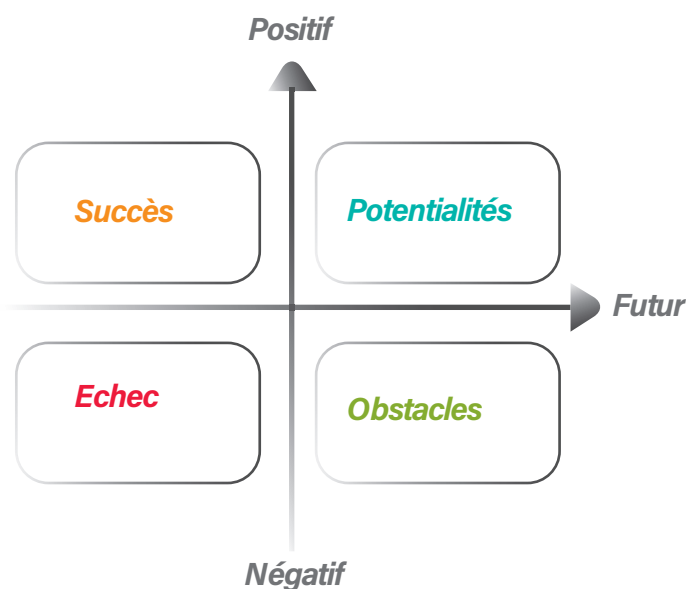 Positif
Succès
Potentialités
Futur
Echec
Obstacles
Négatif